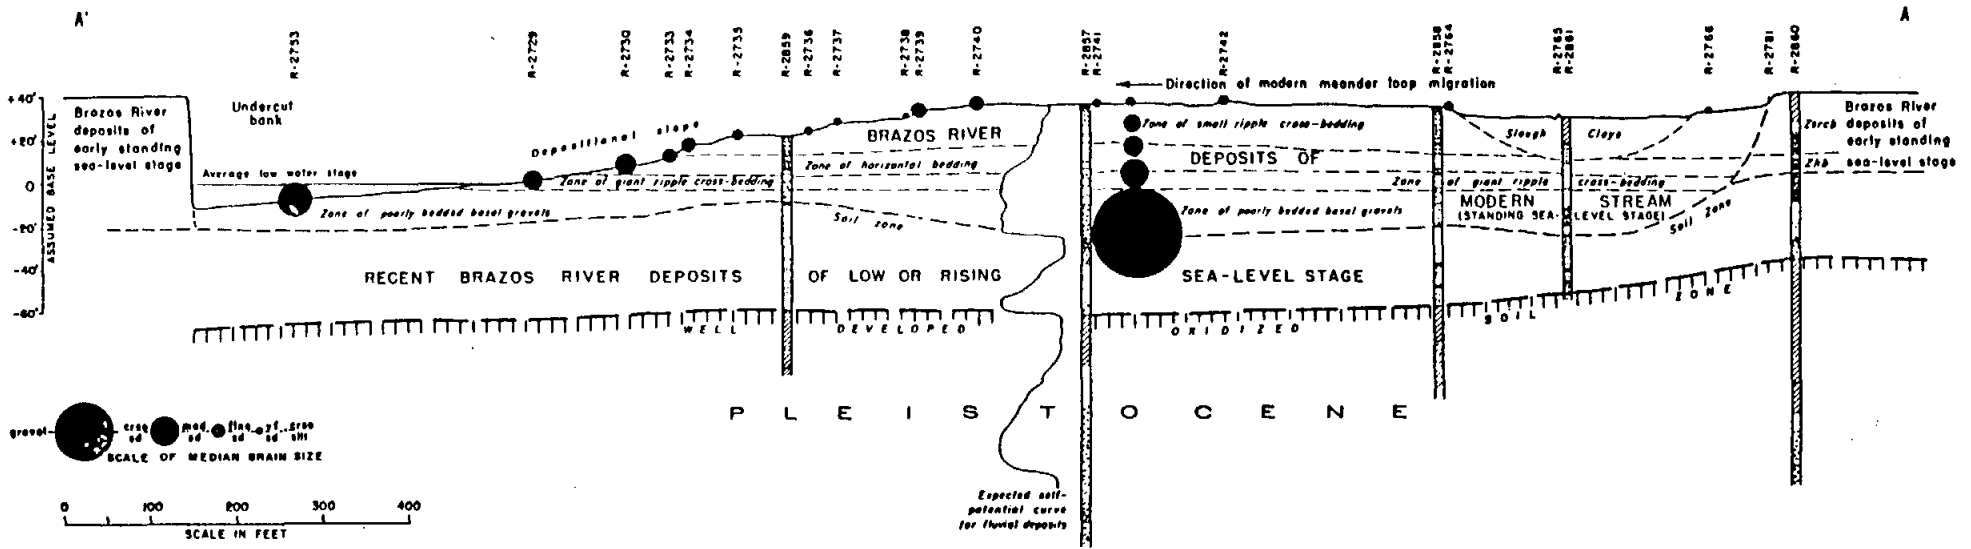 A' A
R-2753
R-2729
R-2730
R-2733
R-2734
R-2735
R-2859
R-2736
R-2737
R-2738
R-2739
R-2740
R-2857
R-2741
R-2742
R-2858
R-2764
R-2765
R-2861
R-2766
R-2781
R-2860
Direction of modern meander loop migration
+40'
+20'
0
-20'
-40'
-60'
ASSUMED BASE LEVEL
Brazos River
deposits of
early standing
sea-level stage
Undercut
bank
Average low water stage
Depositional slope
BRAZOS RIVER
DEPOSITS OF
MODERN STREAM
(STANDING SEA-LEVEL STAGE)
Zone of small ripple cross-bedding
Zone of horizontal bedding
Zone of giant ripple cross-bedding
Zone of giant ripple cross-bedding
Zone of poorly bedded basal gravels
Zone of poorly bedded basal gravels
Slough Clays
Soil zone
Soil Zone
Brazos River
Zsrcb deposits of
early standing
Zhb sea-level stage
RECENT BRAZOS RIVER DEPOSITS OF LOW OR RISING SEA-LEVEL STAGE
WELL DEVELOPED OXIDIZED SOIL ZONE
PLEISTOCENE
Expected self-
potential curve
for fluvial deposits
gravel crse sd med. sd fine sd vf. sd crse silt
SCALE OF MEDIAN GRAIN SIZE
0 100 200 300 400
SCALE IN FEET